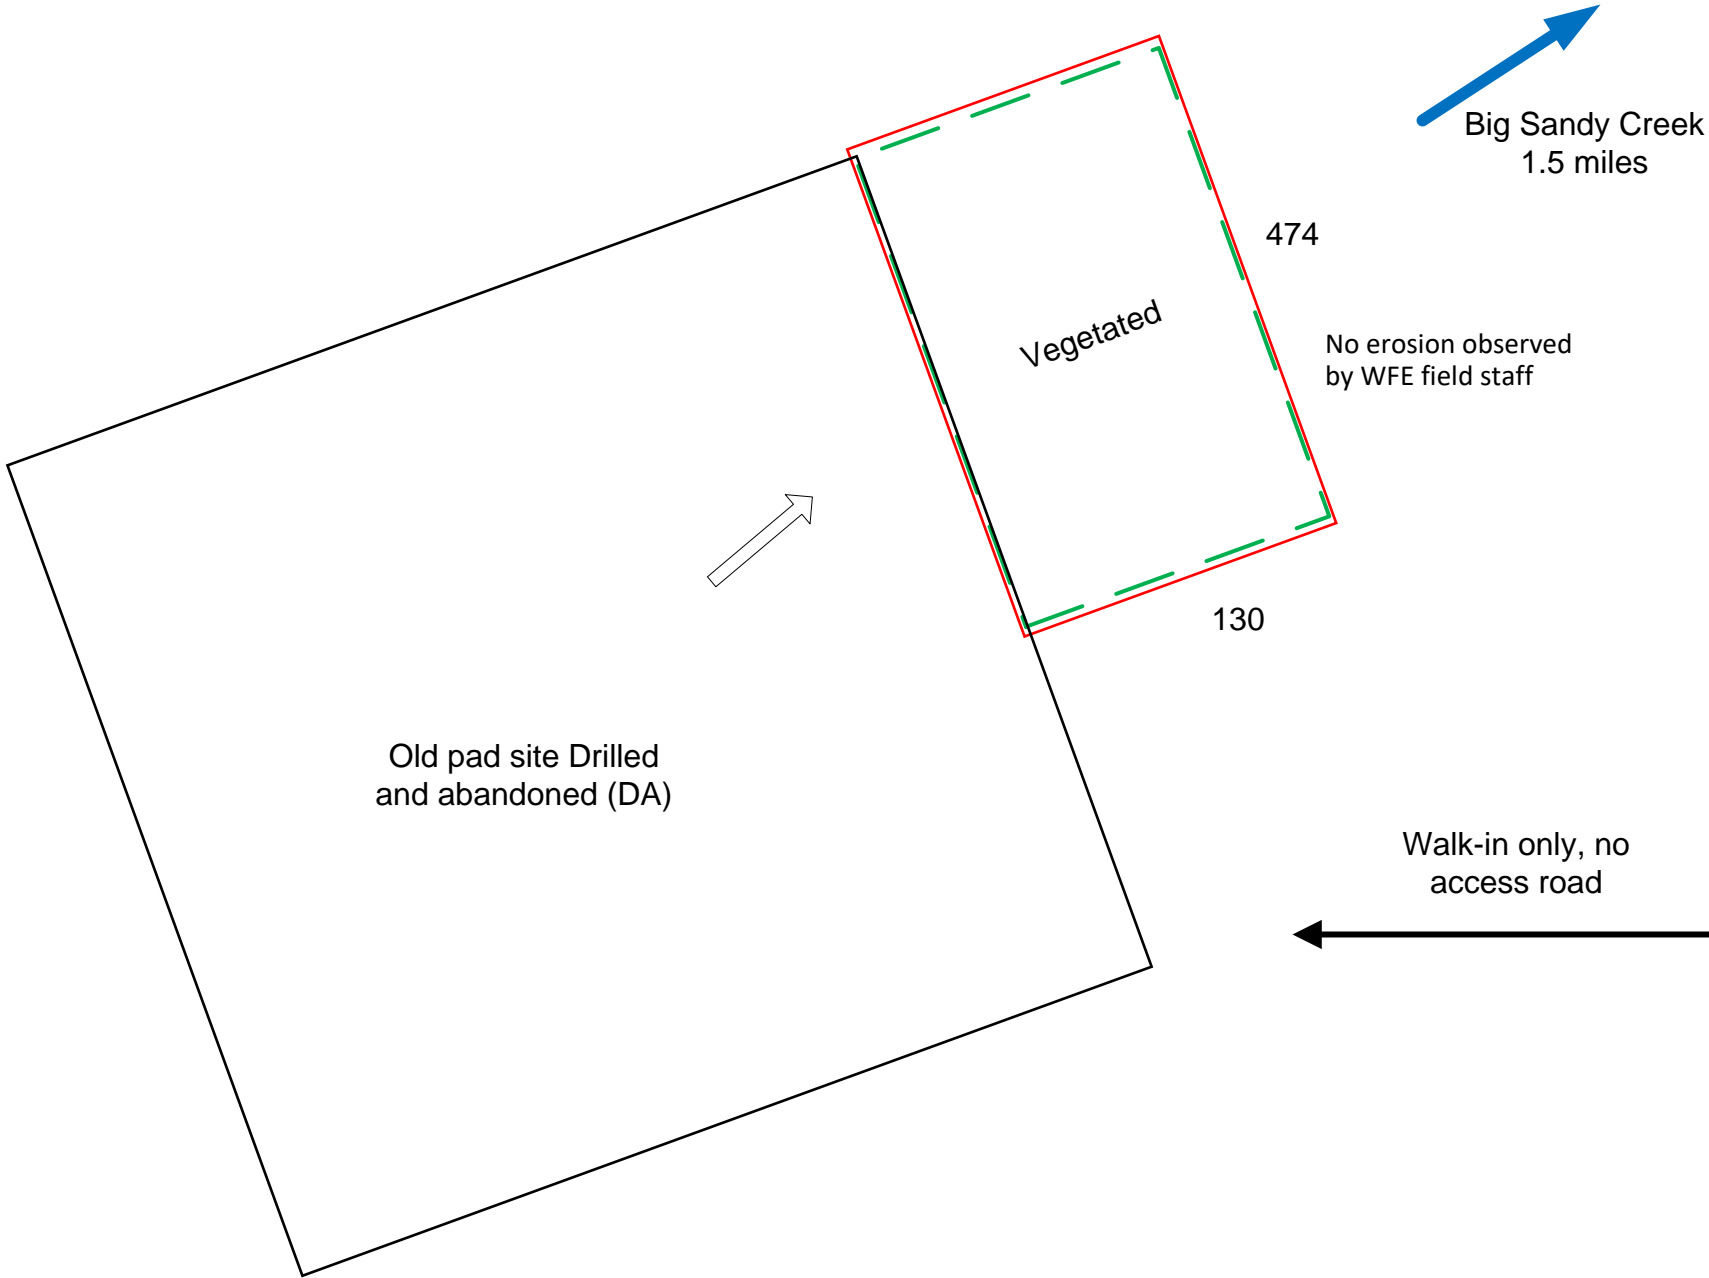 Big Sandy Creek
1.5 miles
474
Vegetated
No erosion observed
by WFE field staff
130
Old pad site Drilled
and abandoned (DA)
Walk-in only, no
access road